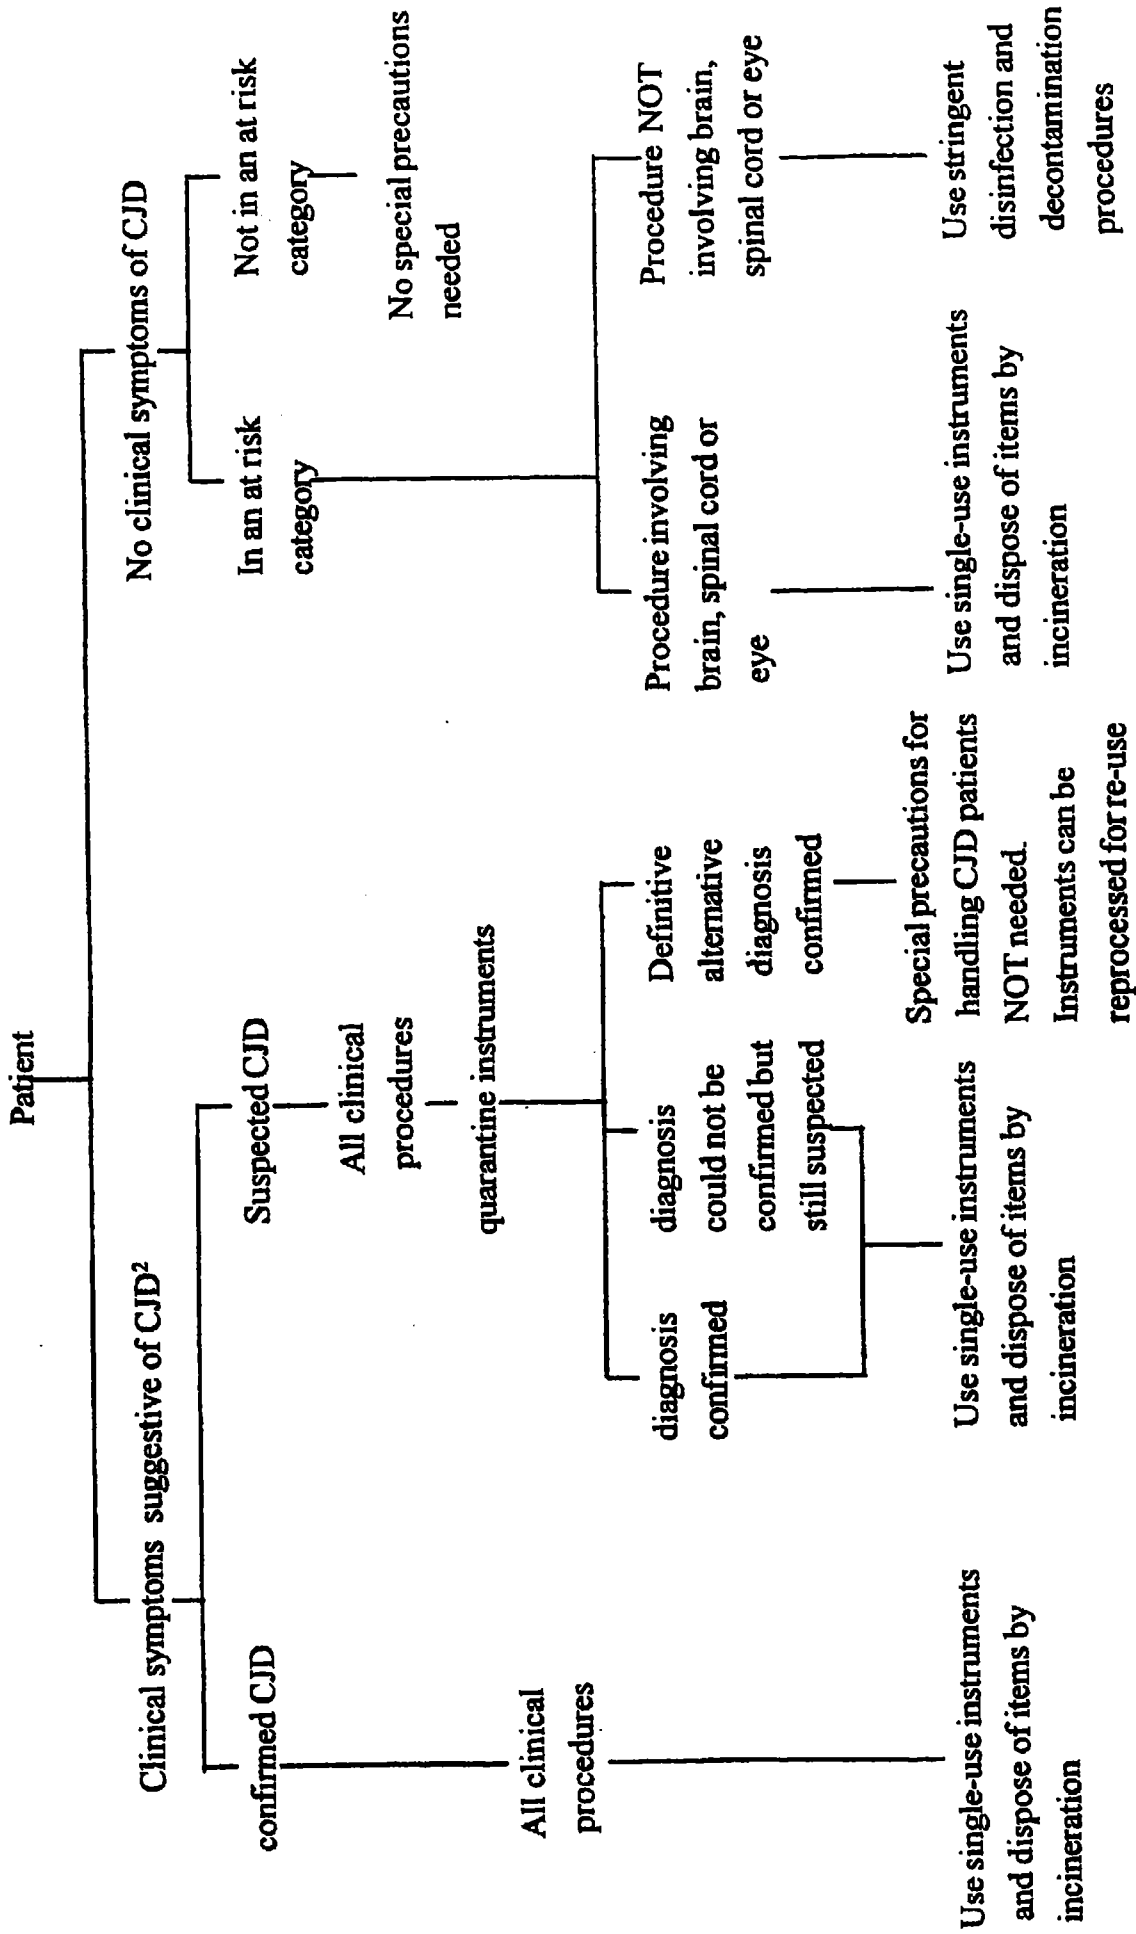 Patient
Clinical symptoms suggestive of CJD²
No clinical symptoms of CJD
confirmed CJD
Suspected CJD
In an at risk
category
Not in an at risk
category
All clinical
procedures
No special precautions
needed
quarantine instruments
All clinical
procedures
diagnosis
confirmed
diagnosis
could not be
confirmed but
still suspected
Definitive
alternative
diagnosis
confirmed
Procedure involving
brain, spinal cord or
eye
Procedure NOT
involving brain,
spinal cord or eye
Use single-use instruments
and dispose of items by
incineration
Use single-use instruments
and dispose of items by
incineration
Special precautions for
handling CJD patients
NOT needed.
Instruments can be
reprocessed for re-use
Use single-use instruments
and dispose of items by
incineration
Use stringent
disinfection and
decontamination
procedures